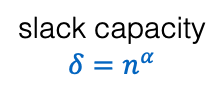 slack capacity
δ = n^α